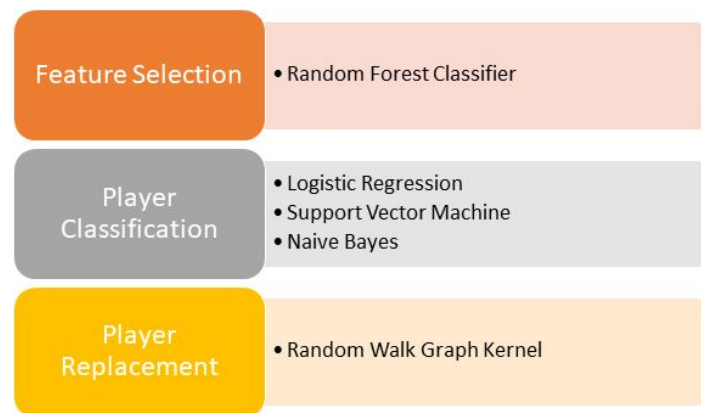 Feature Selection
• Random Forest Classifier
Player
Classification
• Logistic Regression
• Support Vector Machine
• Naive Bayes
Player
Replacement
• Random Walk Graph Kernel